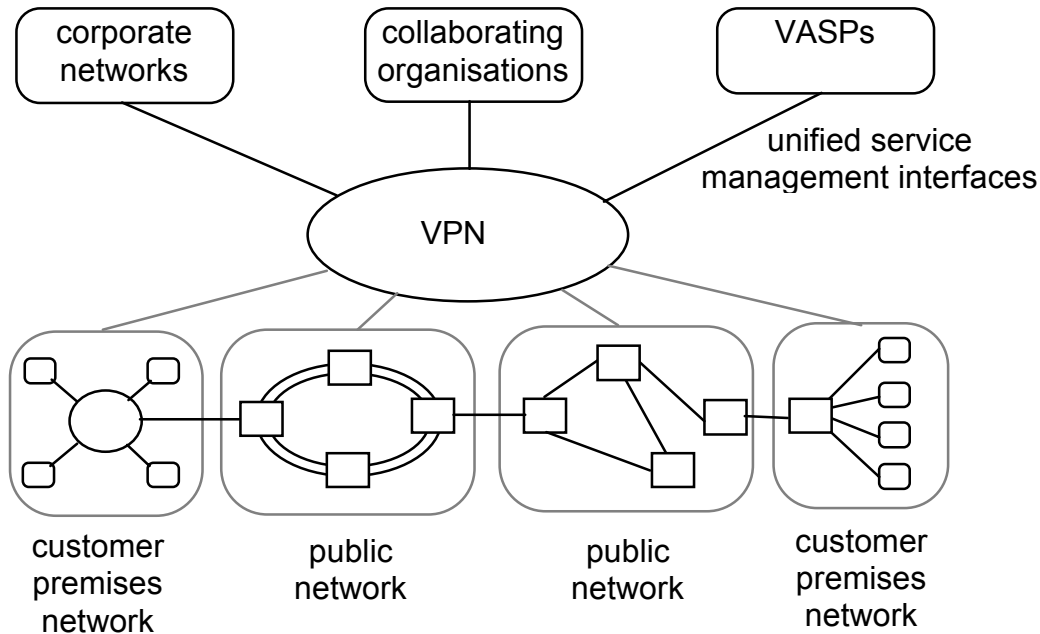 corporate
networks
collaborating
organisations
VASPs
unified service
management interfaces
VPN
customer
premises
network
public
network
public
network
customer
premises
network